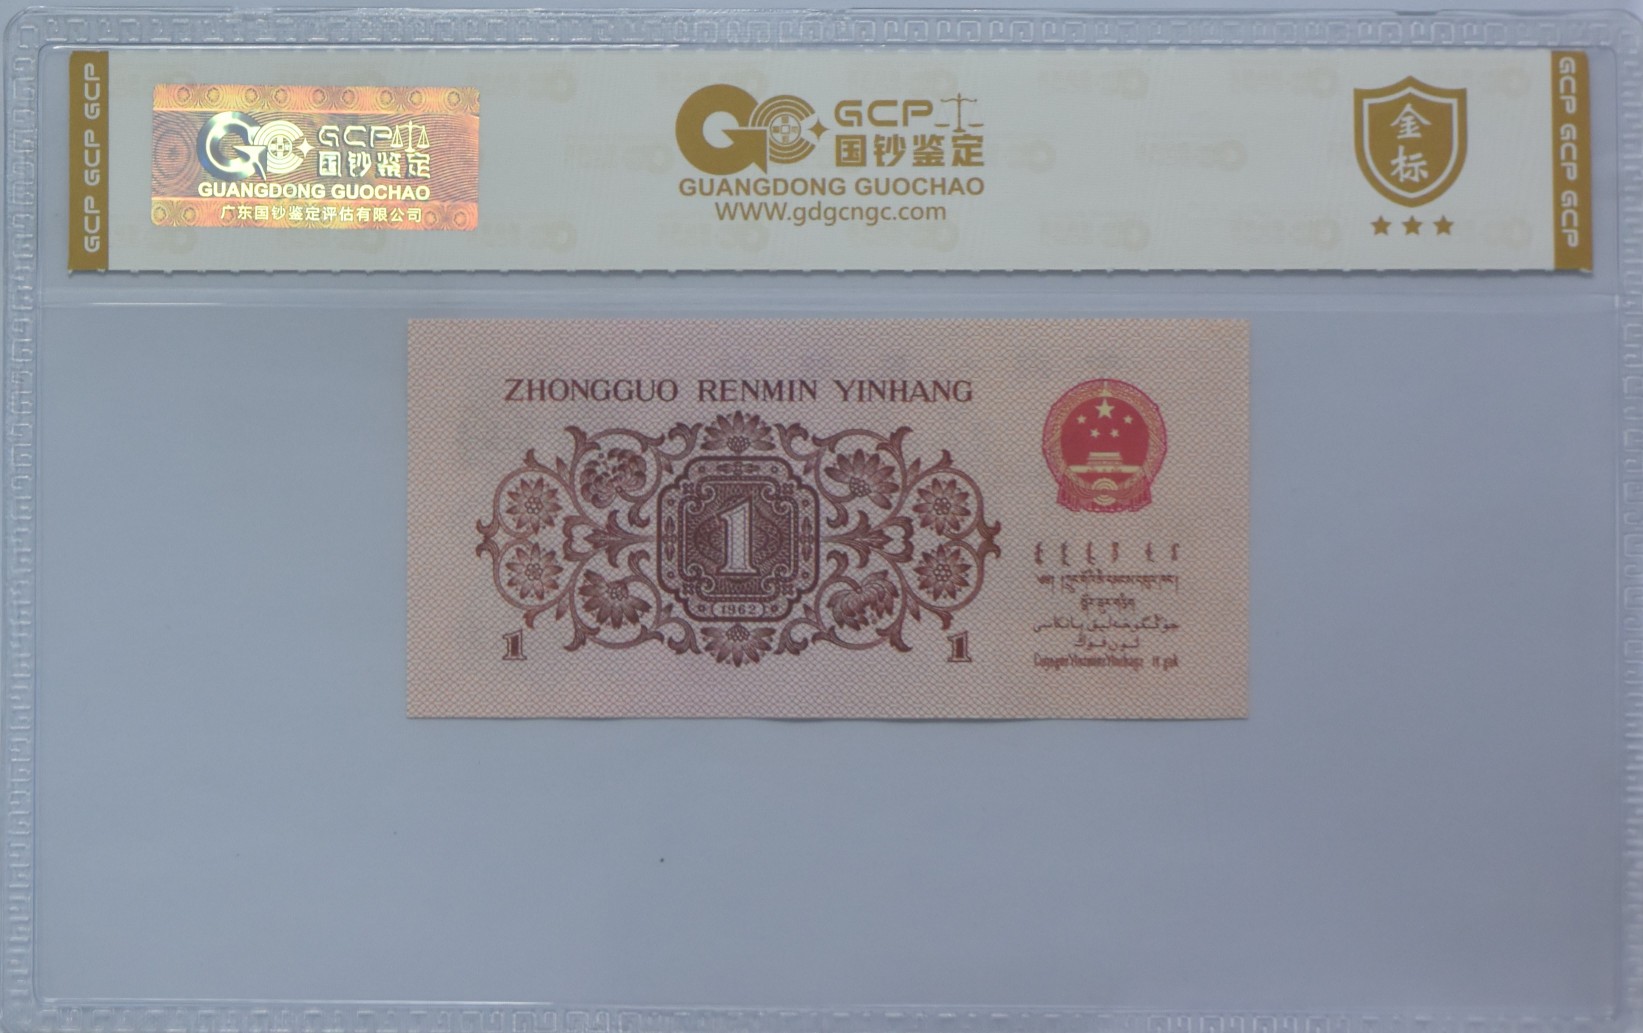 GCP GCP GCP
GCP
国钞鉴定
GUANGDONG GUOCHAO
广东国钞鉴定评估有限公司
GCP
国钞鉴定
GUANGDONG GUOCHAO
WWW.gdgcngc.com
金
标
GCP GCP GCP
ZHONGGUO RENMIN YINHANG
1
1962
1
1